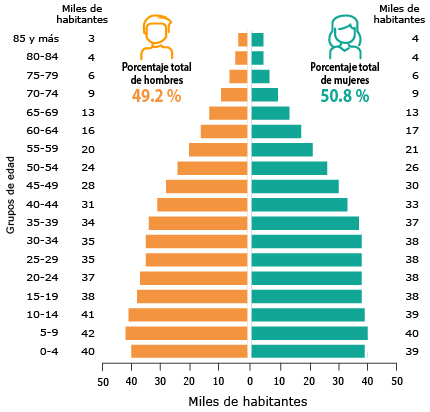 Miles de
habitantes
Miles de
habitantes
Porcentaje total
de hombres
49.2 %
Porcentaje total
de mujeres
50.8 %
Grupos de edad
85 y más 3 4
80-84 4 4
75-79 6 6
70-74 9 9
65-69 13 13
60-64 16 17
55-59 20 21
50-54 24 26
45-49 28 30
40-44 31 33
35-39 34 37
30-34 35 38
25-29 35 38
20-24 37 38
15-19 38 38
10-14 41 39
5-9 42 40
0-4 40 39
50 40 30 20 10 0 10 20 30 40 50
Miles de habitantes